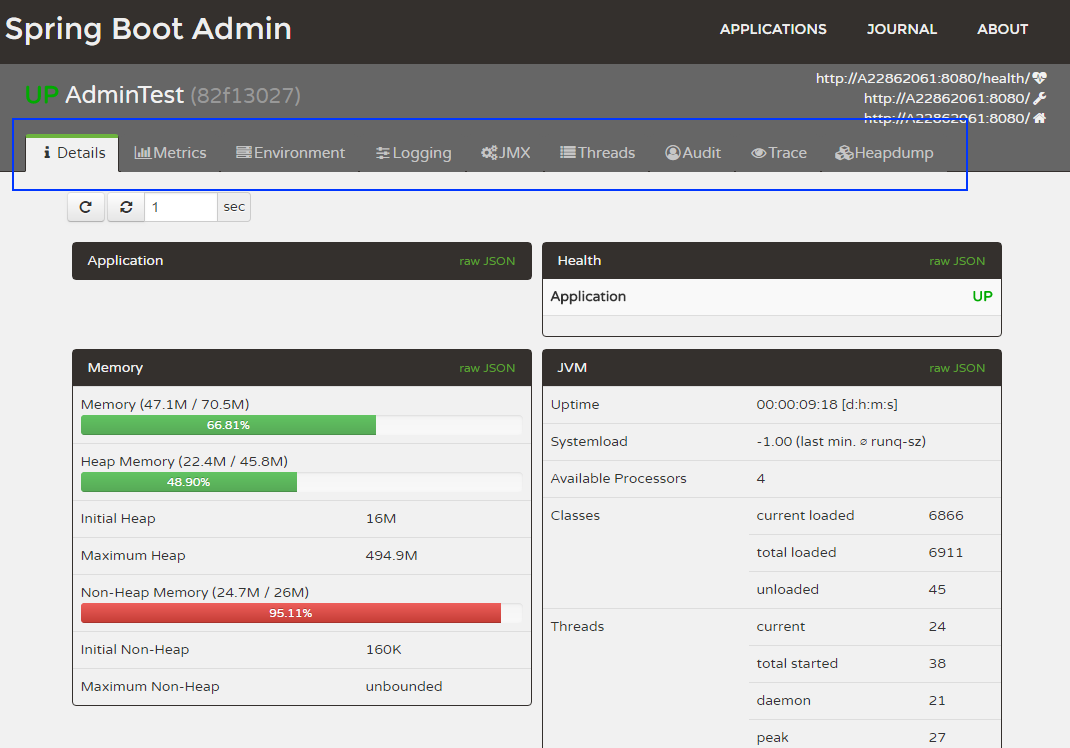 Spring Boot Admin APPLICATIONS JOURNAL ABOUT
http://A22862061:8080/health/
UP AdminTest (82f13027)
http://A22862061:8080/
http://A22862061:8080/
Details Metrics Environment Logging JMX Threads Audit Trace Heapdump
1 sec
Application raw JSON
Health raw JSON
Application UP
Memory raw JSON
Memory (47.1M / 70.5M)
66.81%
Heap Memory (22.4M / 45.8M)
48.90%
Initial Heap 16M
Maximum Heap 494.9M
Non-Heap Memory (24.7M / 26M)
95.11%
Initial Non-Heap 160K
Maximum Non-Heap unbounded
JVM raw JSON
Uptime 00:00:09:18 [d:h:m:s]
Systemload -1.00 (last min. ⌀ runq-sz)
Available Processors 4
Classes current loaded 6866
total loaded 6911
unloaded 45
Threads current 24
total started 38
daemon 21
peak 27